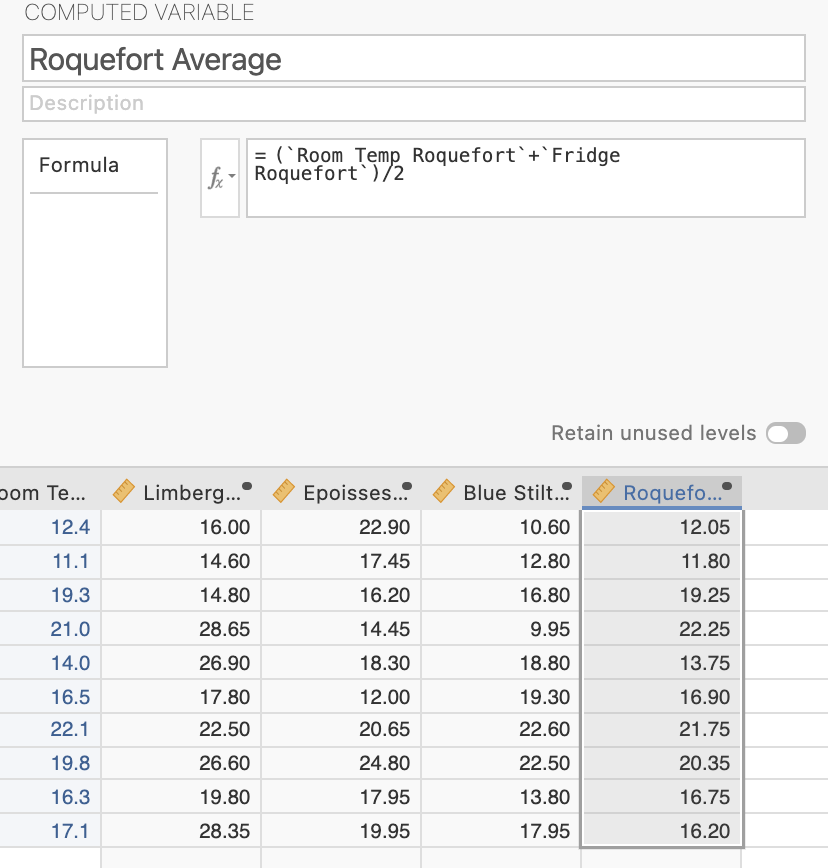 COMPUTED VARIABLE
Roquefort Average
Description
Formula
fx
= (`Room Temp Roquefort`+`Fridge
Roquefort`)/2
Retain unused levels
oom Te... Limberg... Epoisses... Blue Stilt... Roquefo...
12.4 16.00 22.90 10.60 12.05
11.1 14.60 17.45 12.80 11.80
19.3 14.80 16.20 16.80 19.25
21.0 28.65 14.45 9.95 22.25
14.0 26.90 18.30 18.80 13.75
16.5 17.80 12.00 19.30 16.90
22.1 22.50 20.65 22.60 21.75
19.8 26.60 24.80 22.50 20.35
16.3 19.80 17.95 13.80 16.75
17.1 28.35 19.95 17.95 16.20